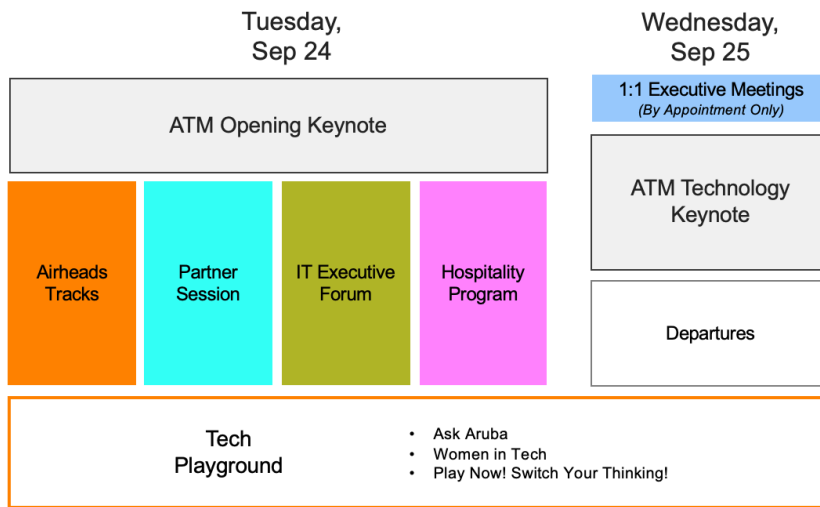 Tuesday,
Sep 24
Wednesday,
Sep 25
ATM Opening Keynote
1:1 Executive Meetings
(By Appointment Only)
ATM Technology
Keynote
Airheads
Tracks
Partner
Session
IT Executive
Forum
Hospitality
Program
Departures
Tech
Playground
• Ask Aruba
• Women in Tech
• Play Now! Switch Your Thinking!